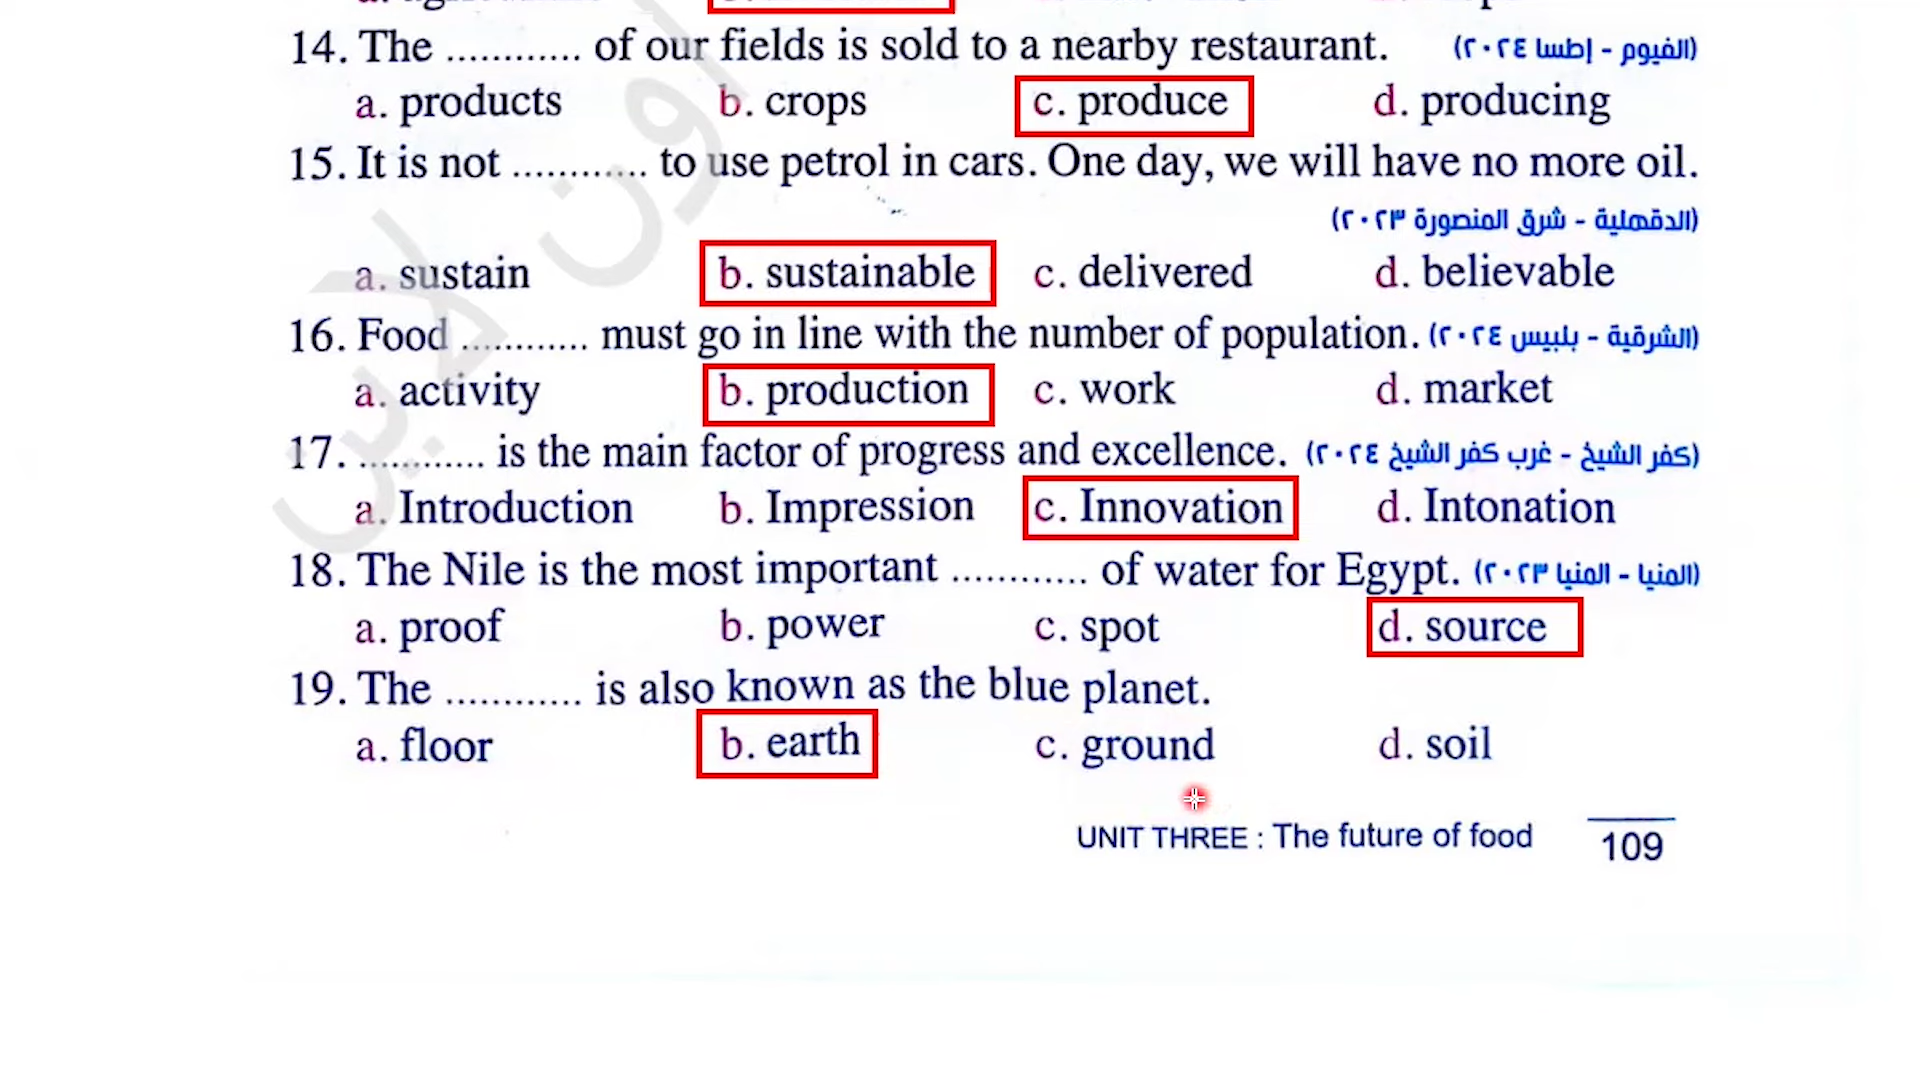 14. The ............ of our fields is sold to a nearby restaurant. (الفيوم - إطسا ٢٠٢٤)
a. products b. crops c. produce d. producing
15. It is not ............ to use petrol in cars. One day, we will have no more oil.
(الدقهلية - شرق المنصورة ٢٠٢٣)
a. sustain b. sustainable c. delivered d. believable
16. Food ............ must go in line with the number of population. (الشرقية - بلبيس ٢٠٢٤)
a. activity b. production c. work d. market
17. ............ is the main factor of progress and excellence. (كفر الشيخ - غرب كفر الشيخ ٢٠٢٤)
a. Introduction b. Impression c. Innovation d. Intonation
18. The Nile is the most important ............ of water for Egypt. (المنيا - المنيا ٢٠٢٣)
a. proof b. power c. spot d. source
19. The ............ is also known as the blue planet.
a. floor b. earth c. ground d. soil
UNIT THREE : The future of food 109
اون لاين